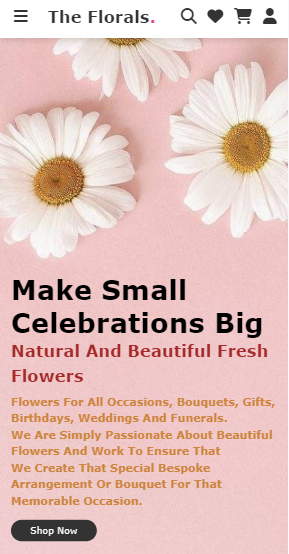 The Florals.
Make Small
Celebrations Big
Natural And Beautiful Fresh
Flowers
Flowers For All Occasions, Bouquets, Gifts,
Birthdays, Weddings And Funerals.
We Are Simply Passionate About Beautiful
Flowers And Work To Ensure That
We Create That Special Bespoke
Arrangement Or Bouquet For That
Memorable Occasion.
Shop Now